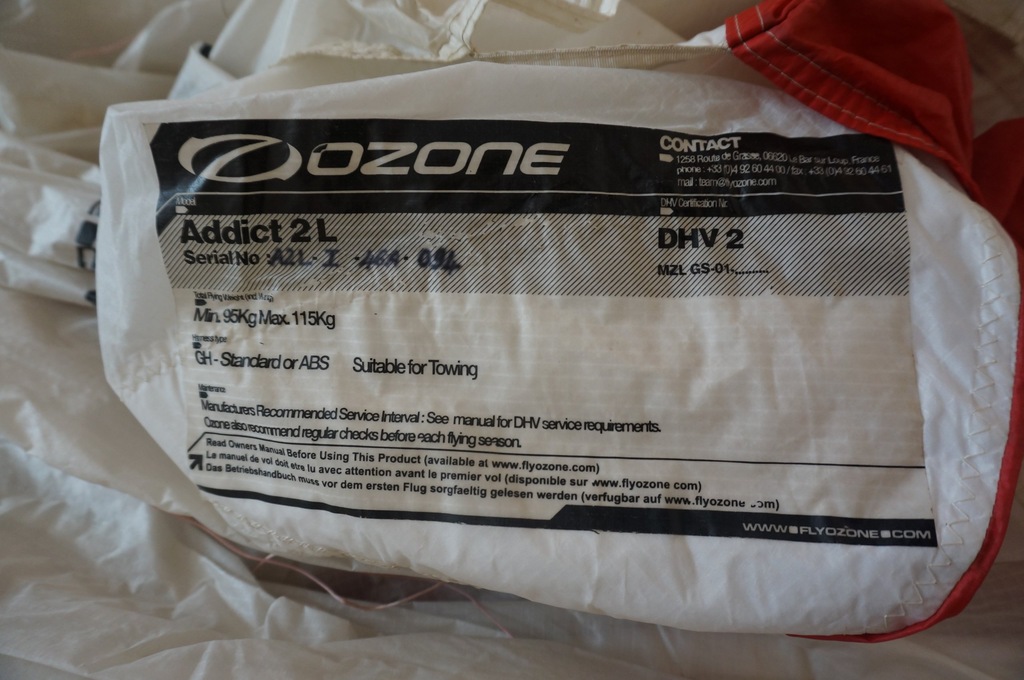 OZONE
CONTACT
1258 Route de Grasse, 06620 Le Bar sur Loup, France
phone : +33 (0)4 92 60 44 00 / fax : +33 (0)4 92 60 44 61
mail : team@flyozone.com
Model
DHV Certification Nr.
Addict 2 L
DHV 2
Serial No : A2L - I
MZL GS-01-.........
Total Flying Weight (incl. Wing)
Min. 95Kg Max. 115Kg
Harness type
GH - Standard or ABS Suitable for Towing
Maintenance
Manufacturers Recommended Service Interval : See manual for DHV service requirements.
Ozone also recommend regular checks before each flying season.
Read Owners Manual Before Using This Product (available at www.flyozone.com)
Le manuel de vol doit etre lu avec attention avant le premier vol (disponible sur www.flyozone.com)
Das Betriebshandbuch muss vor dem ersten Flug sorgfaeltig gelesen werden (verfugbar auf www.flyozone com)
WWW.FLYOZONE.COM